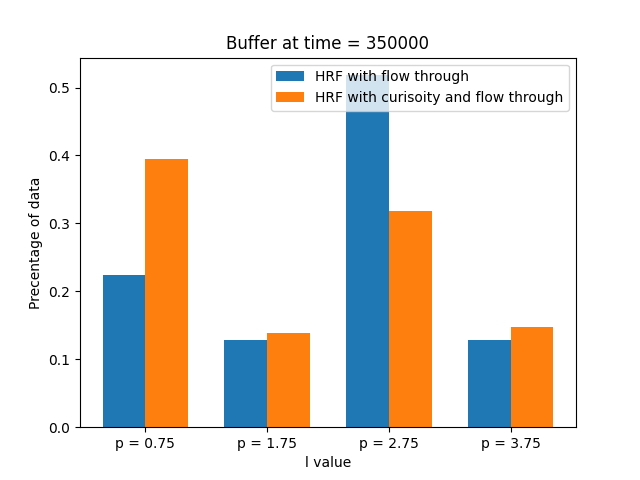 Buffer at time = 350000
HRF with flow through
HRF with curisoity and flow through
0.5
0.4
0.3
0.2
0.1
0.0
Precentage of data
p = 0.75
p = 1.75
p = 2.75
p = 3.75
l value